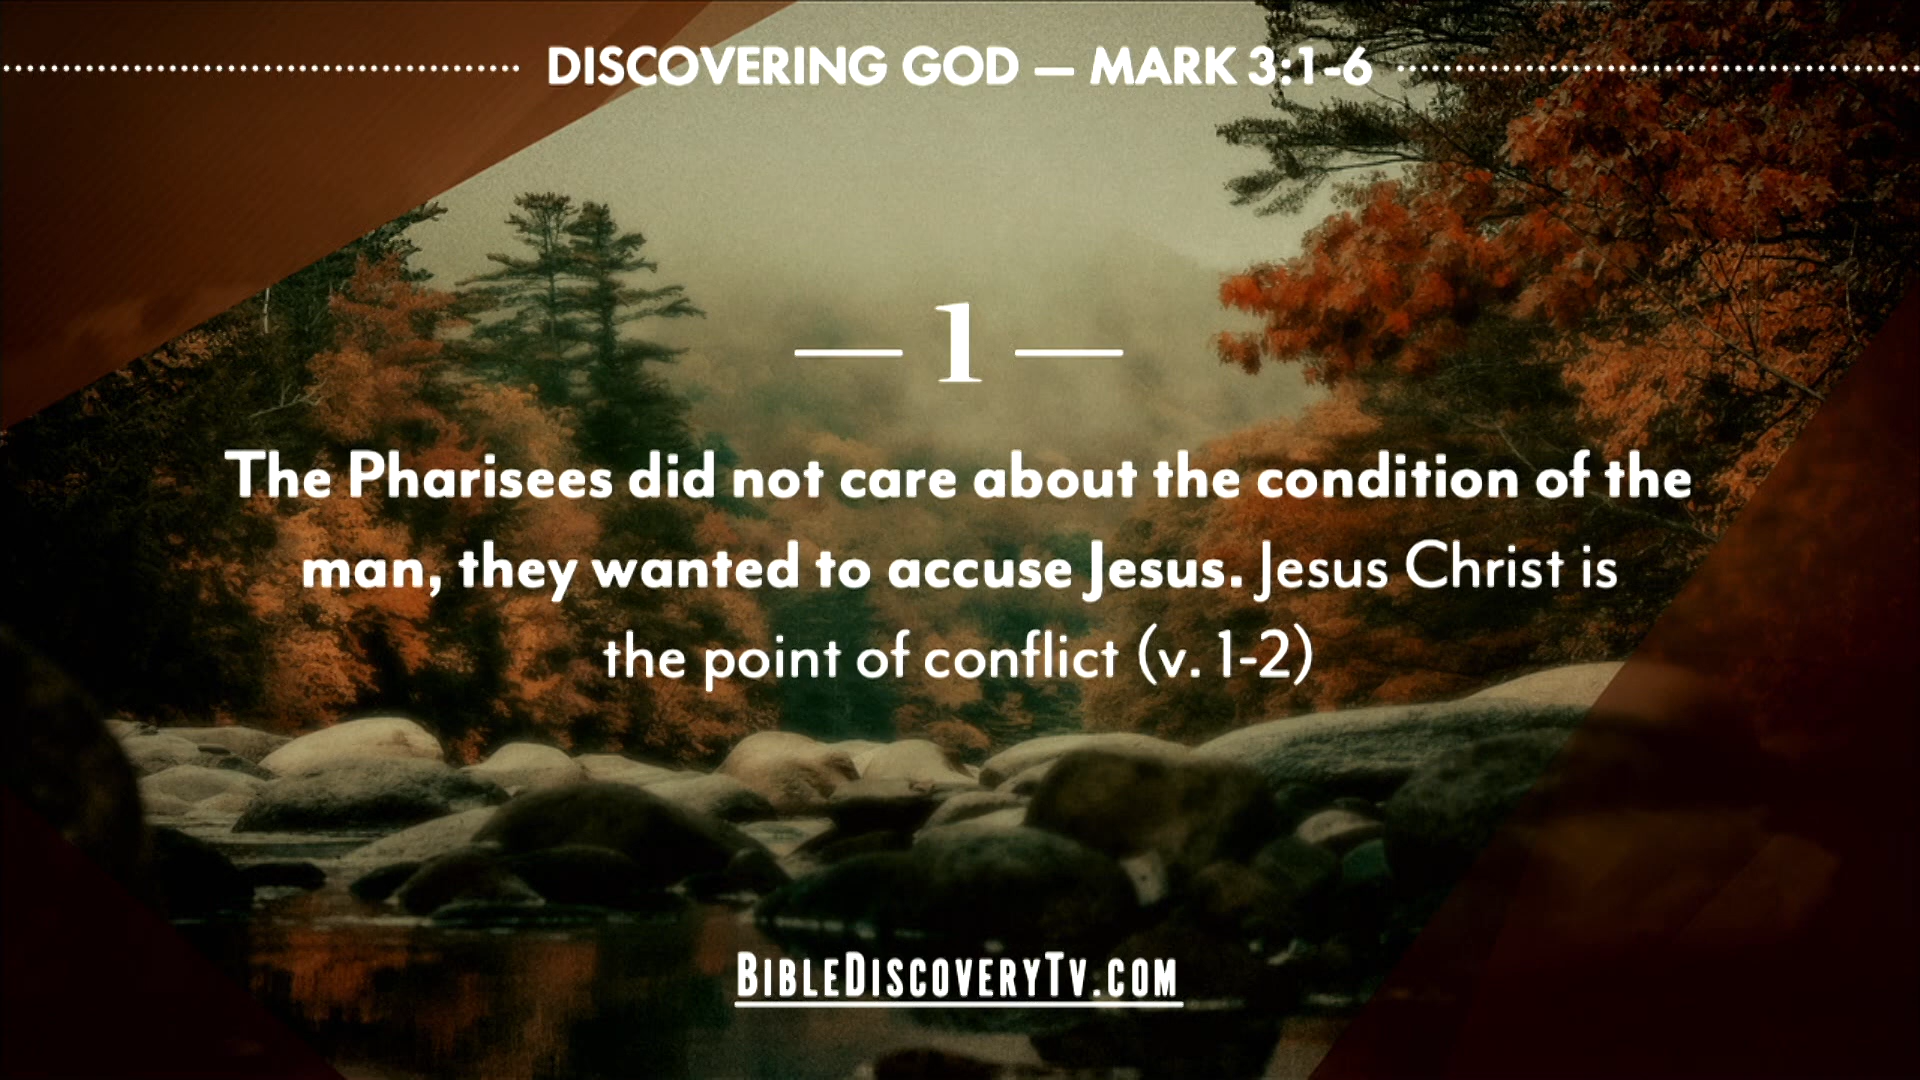 DISCOVERING GOD — MARK 3:1-6
— 1 —
The Pharisees did not care about the condition of the
man, they wanted to accuse Jesus. Jesus Christ is
the point of conflict (v. 1-2)
BIBLEDISCOVERYTV.COM